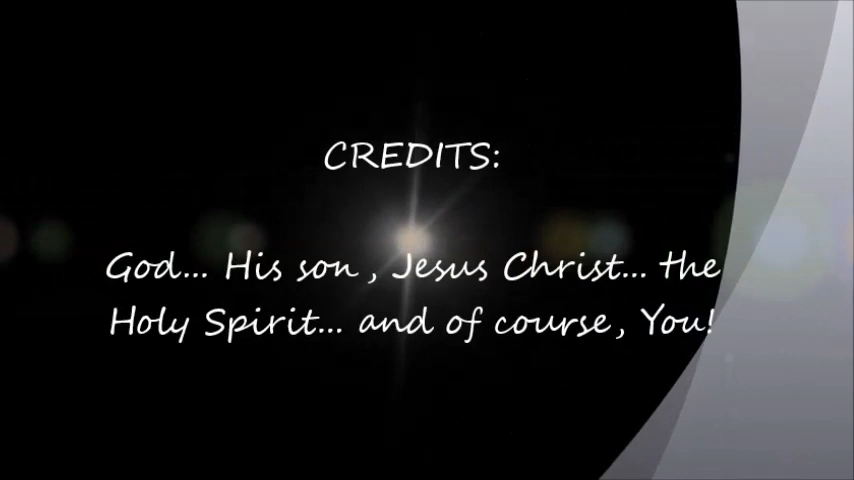 CREDITS:
God... His son, Jesus Christ... the
Holy Spirit... and of course, You!